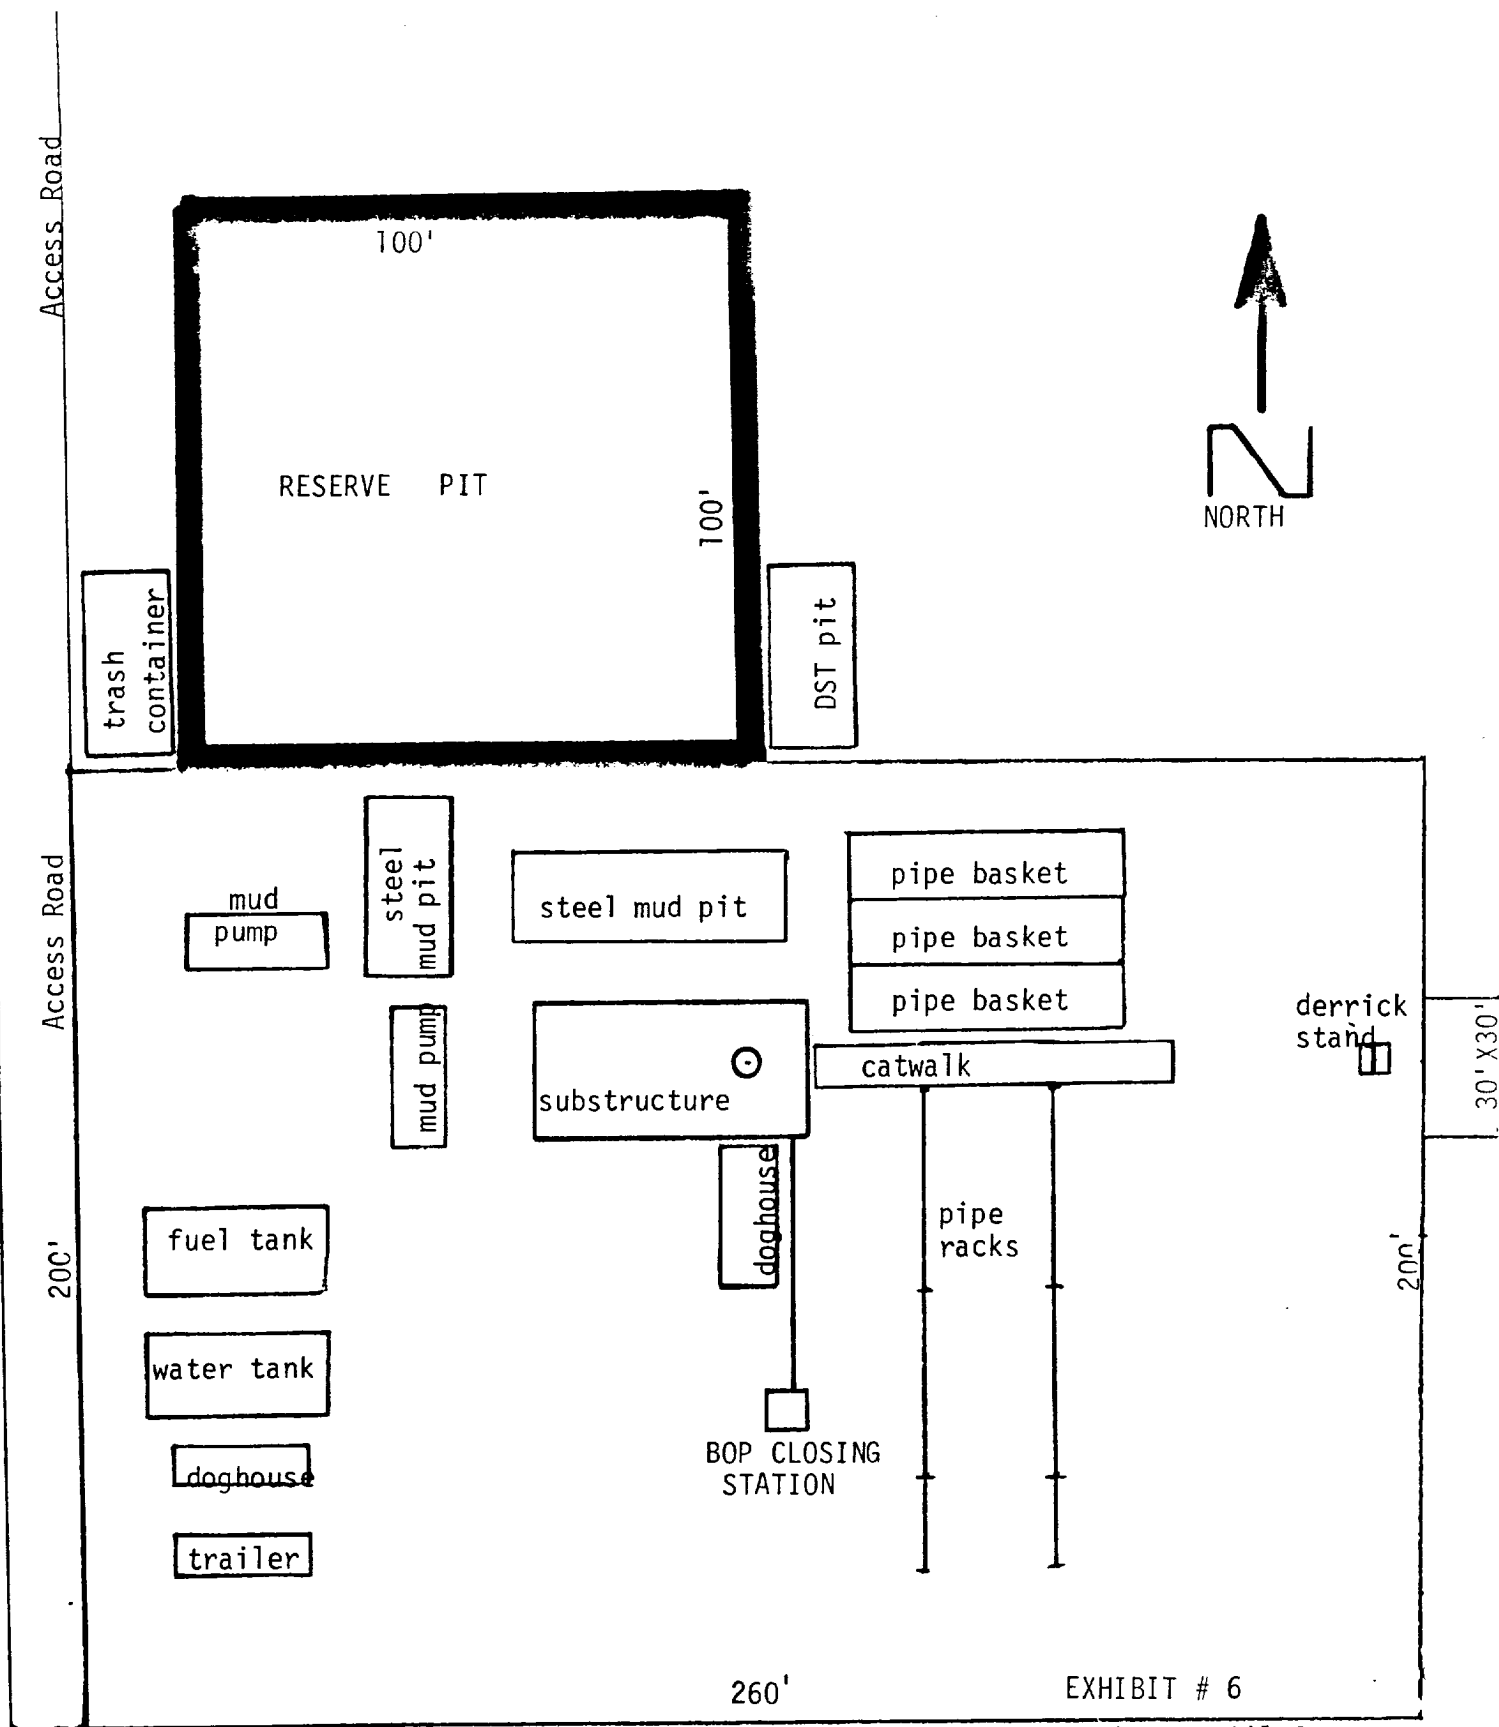 Access Road
100'
RESERVE PIT
100'
N
NORTH
trash
container
DST pit
Access Road
mud
pump
steel
mud pit
steel mud pit
pipe basket
pipe basket
pipe basket
mud pump
substructure
catwalk
derrick
stand
30'X30'
doghouse
fuel tank
pipe
racks
200'
200'
water tank
doghouse
BOP CLOSING
STATION
trailer
260'
EXHIBIT # 6